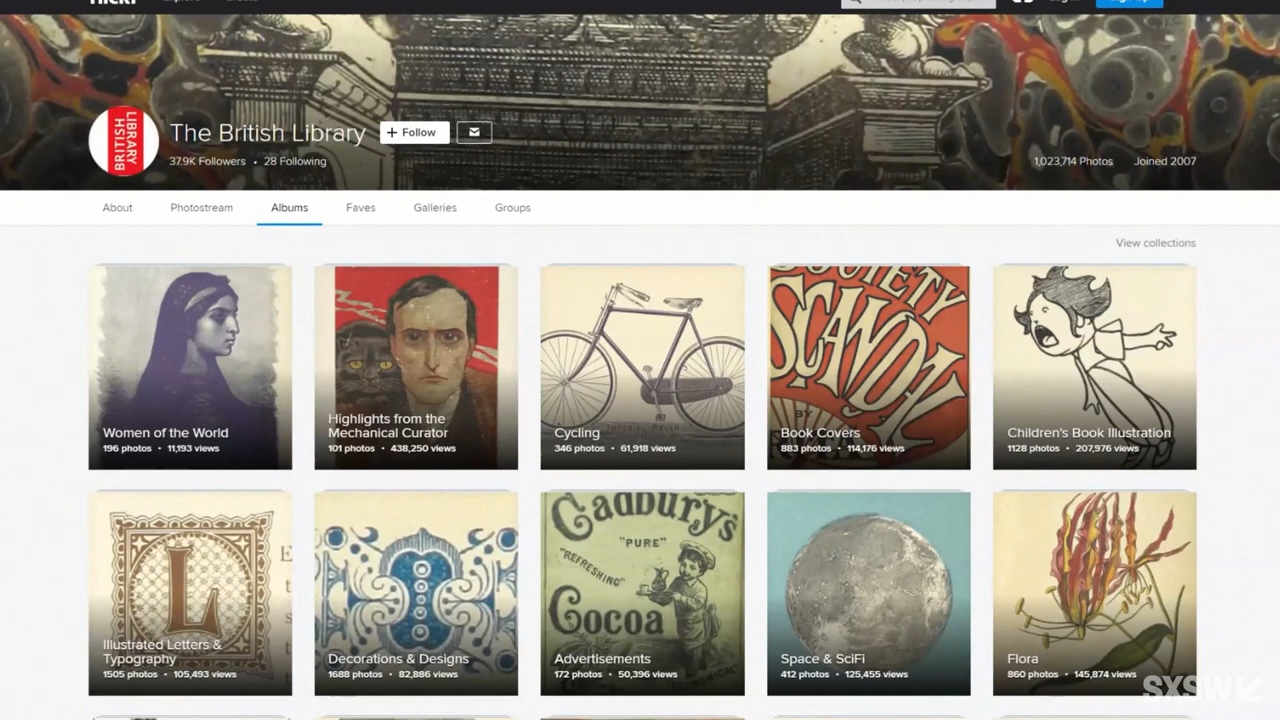 The British Library
+ Follow
37.9K Followers • 28 Following
1,023,714 Photos Joined 2007
BRITISH
LIBRARY
About Photostream Albums Faves Galleries Groups
View collections
Women of the World
196 photos • 11,193 views
Highlights from the
Mechanical Curator
101 photos • 438,250 views
Cycling
346 photos • 61,918 views
SOCIETY
SCANDAL
BY
Book Covers
883 photos • 114,176 views
Children's Book Illustration
1128 photos • 207,976 views
L
Illustrated Letters &
Typography
1505 photos • 105,493 views
Decorations & Designs
1688 photos • 82,886 views
Cadbury's
"PURE"
"REFRESHING"
Cocoa
Advertisements
172 photos • 50,396 views
Space & SciFi
412 photos • 125,455 views
Flora
860 photos • 145,874 views
SXSW